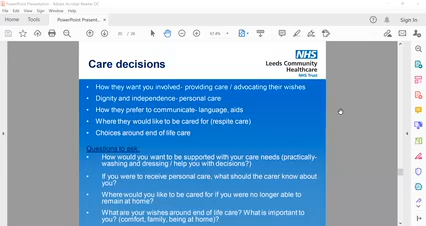 PowerPoint Presentation - Adobe Acrobat Reader DC
File Edit View Sign Window Help
Home Tools PowerPoint Present... × Sign In
/ 26 67.4%
NHS
Leeds Community
Healthcare
NHS Trust
Care decisions
• How they want you involved- providing care / advocating their wishes
• Dignity and independence- personal care
• How they prefer to communicate- language, aids
• Where they would like to be cared for (respite care)
• Choices around end of life care
Questions to ask:
• How would you want to be supported with your care needs (practically-
washing and dressing / help you with decisions?)
• If you were to receive personal care, what should the carer know about
you?
• Where would you like to be cared for if you were no longer able to
remain at home?
• What are your wishes around end of life care? What is important to
you? (comfort, family, being at home)?